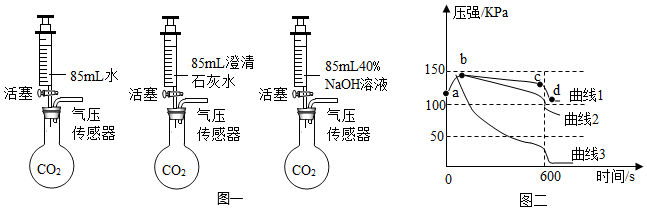 85mL水
活塞
气压
传感器
CO₂
85mL澄清
石灰水
活塞
气压
传感器
CO₂
85mL40%
NaOH溶液
活塞
气压
传感器
CO₂
图一
压强/KPa
150
100
50
0
a
b
c
d
曲线1
曲线2
曲线3
600
时间/s
图二